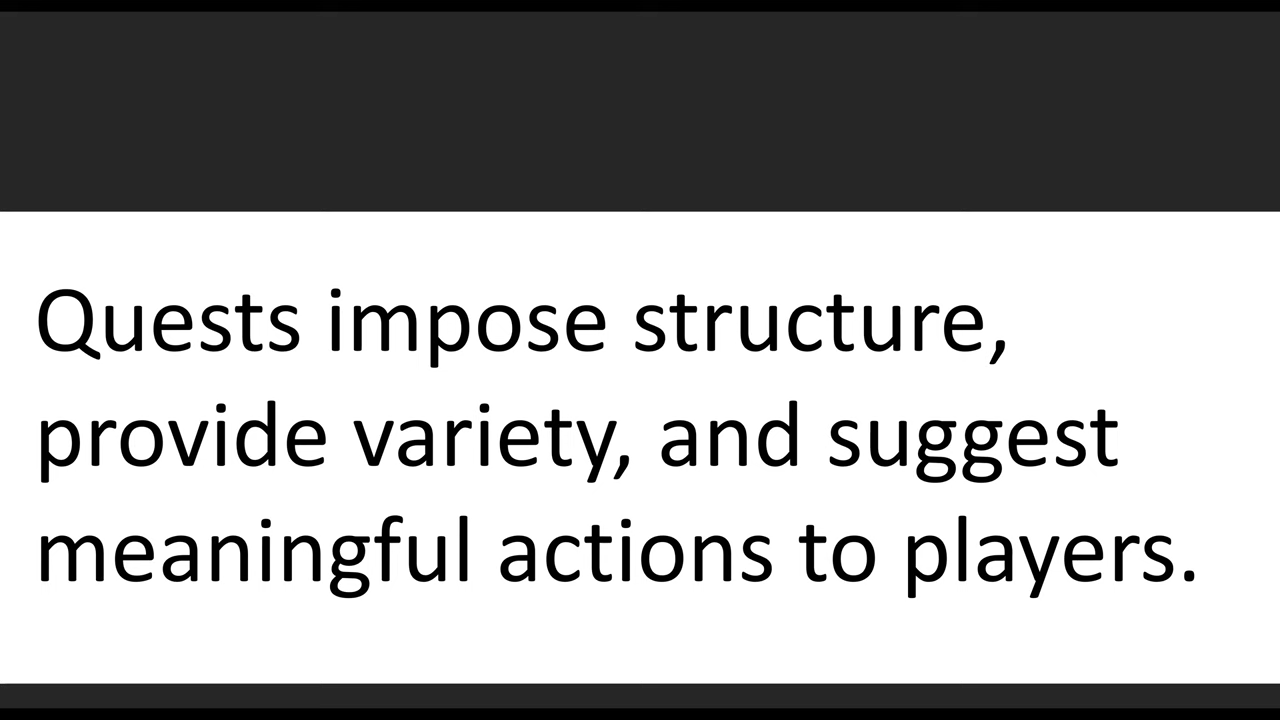 Quests impose structure,
provide variety, and suggest
meaningful actions to players.